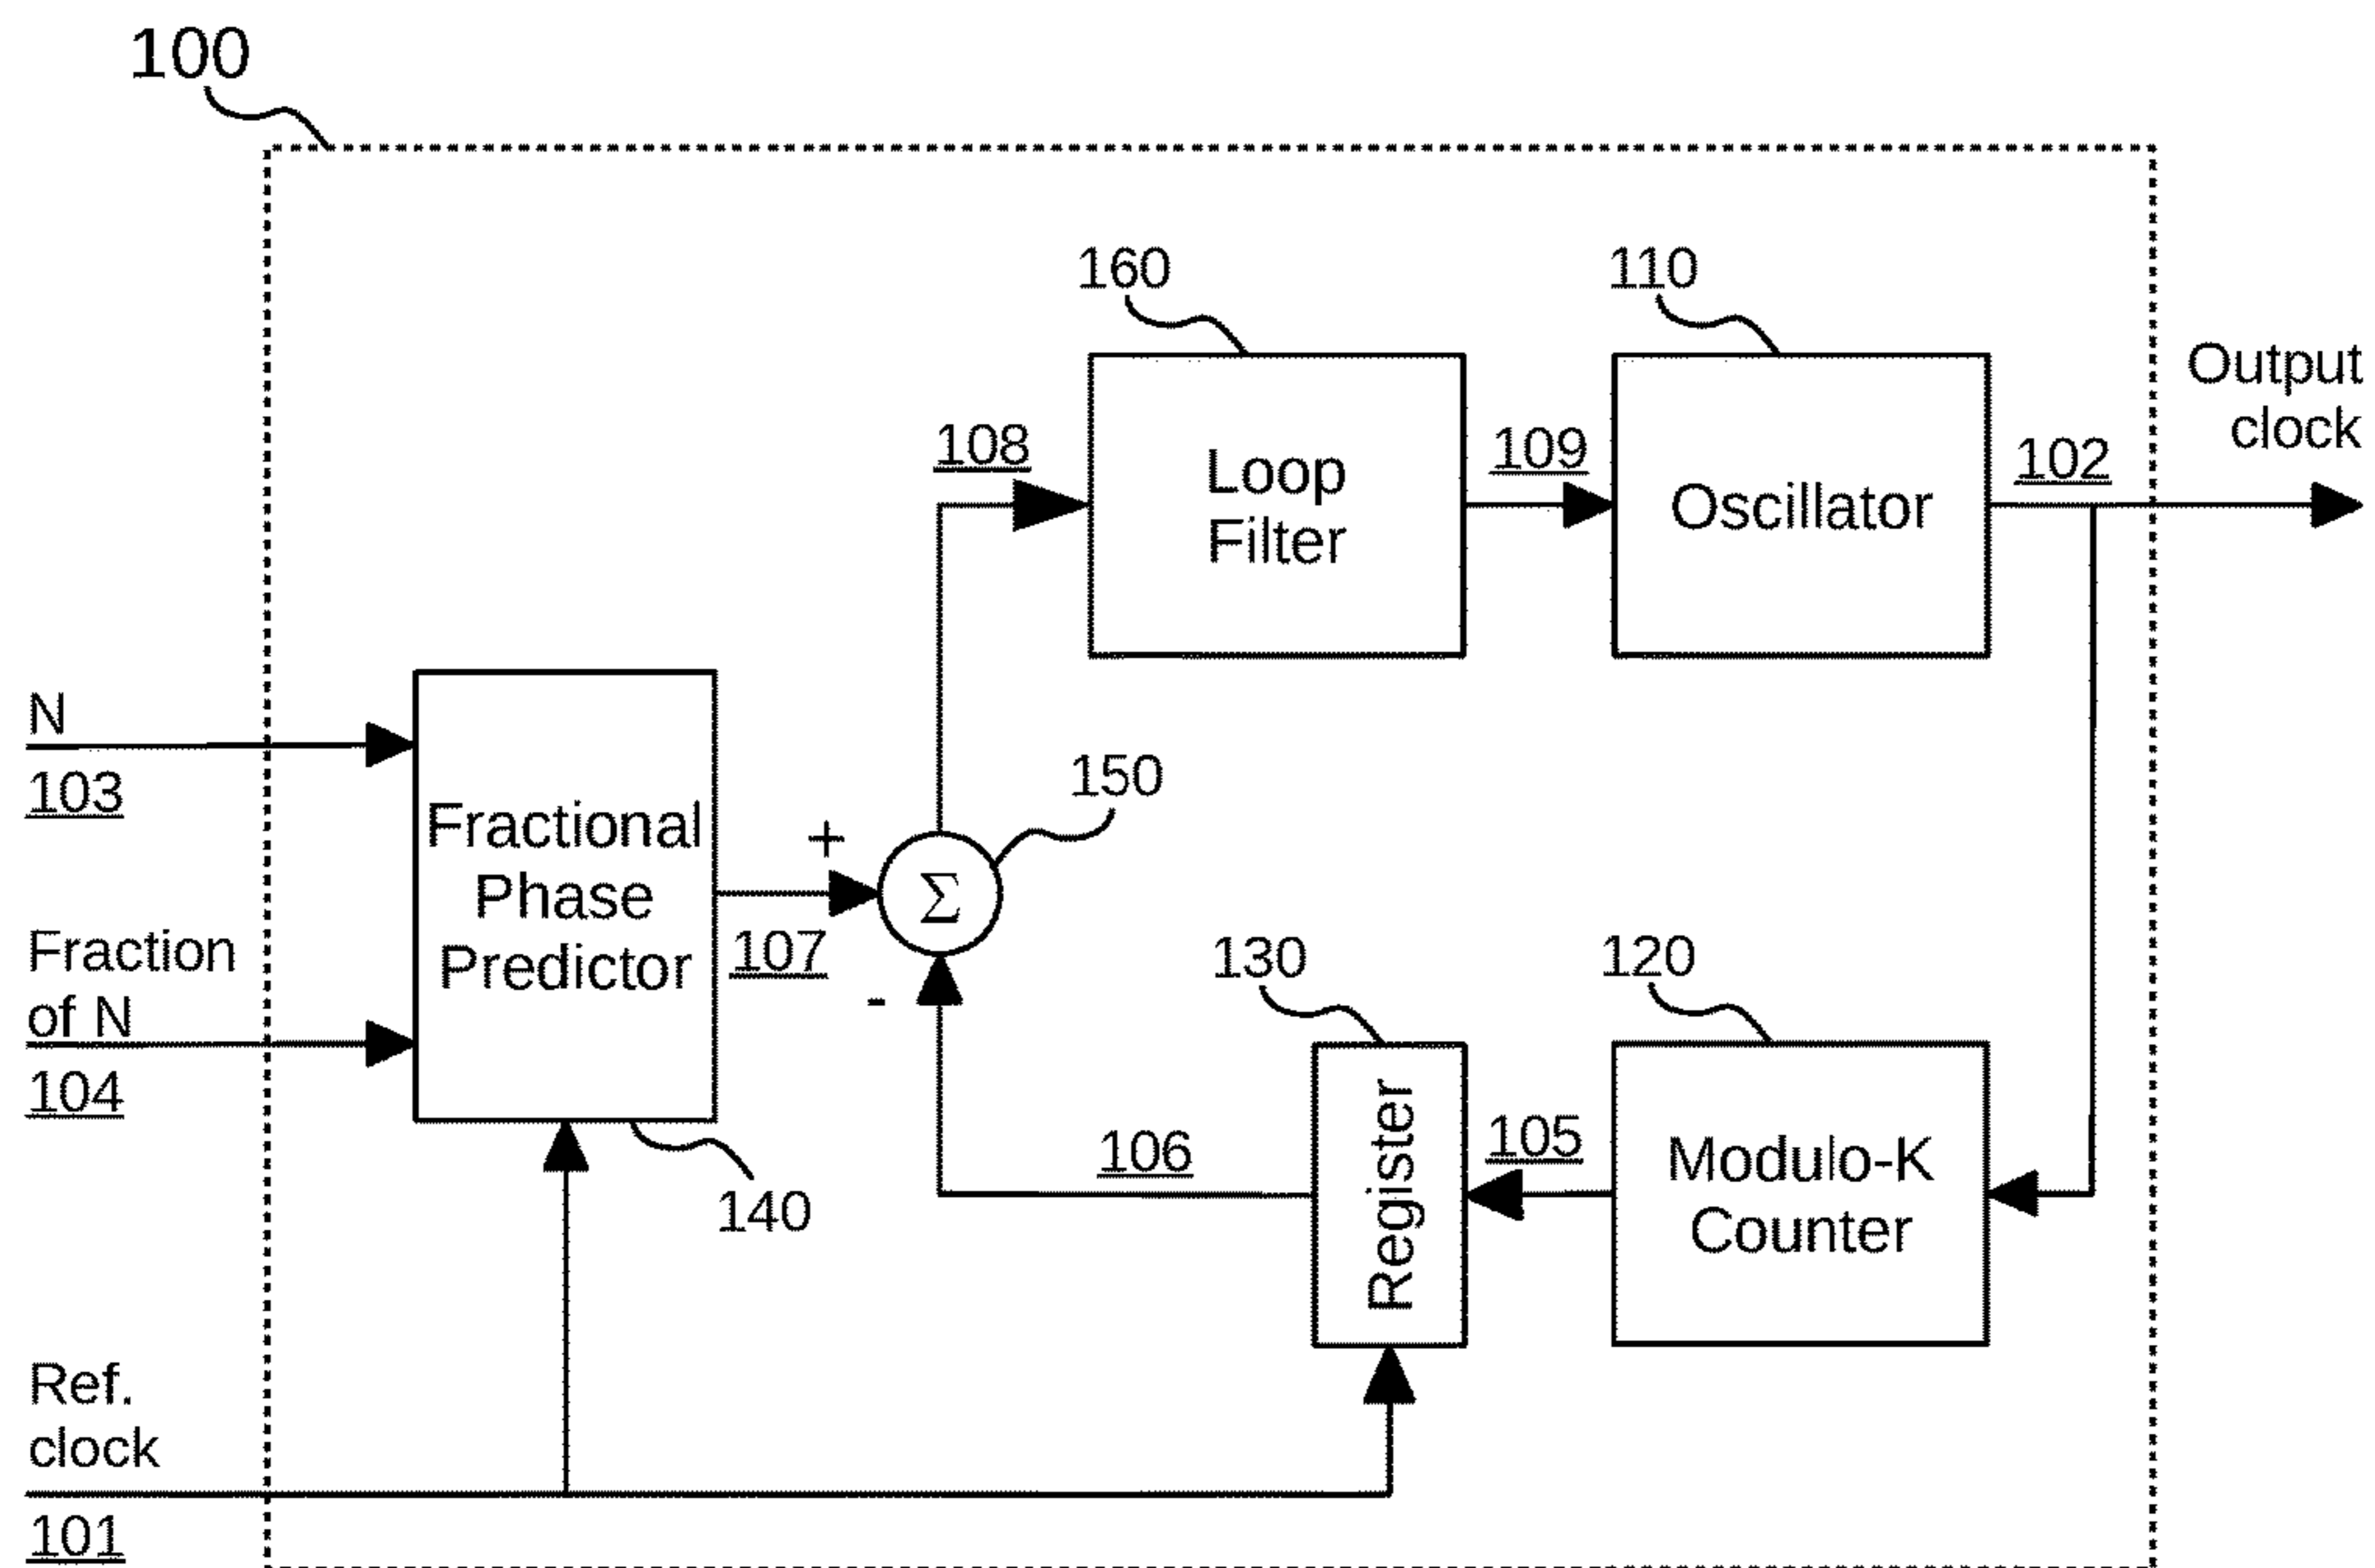 100
160
110
Output
clock
108
Loop
Filter
109
Oscillator
102
N
103
Fractional
Phase
Predictor
+
150
Σ
107
-
Fraction
of N
104
140
130
120
106
Register
105
Modulo-K
Counter
Ref.
clock
101